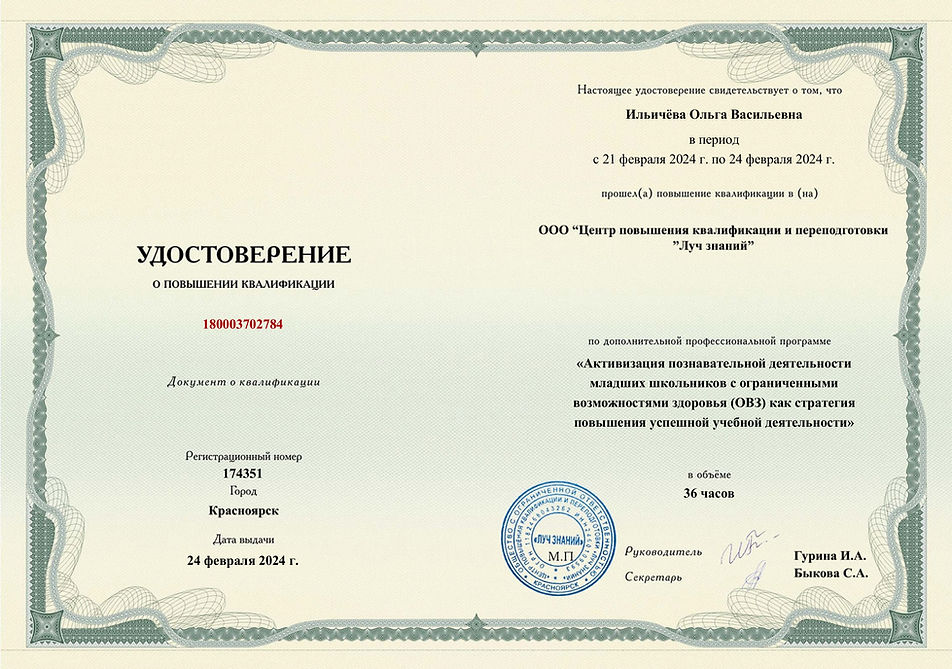 УДОСТОВЕРЕНИЕ
О ПОВЫШЕНИИ КВАЛИФИКАЦИИ
180003702784
Документ о квалификации
Регистрационный номер
174351
Город
Красноярск
Дата выдачи
24 февраля 2024 г.
Настоящее удостоверение свидетельствует о том, что
Ильичёва Ольга Васильевна
в период
с 21 февраля 2024 г. по 24 февраля 2024 г.
прошел(а) повышение квалификации в (на)
ООО “Центр повышения квалификации и переподготовки
”Луч знаний”
по дополнительной профессиональной программе
«Активизация познавательной деятельности
младших школьников с ограниченными
возможностями здоровья (ОВЗ) как стратегия
повышения успешной учебной деятельности»
в объёме
36 часов
ОБЩЕСТВО С ОГРАНИЧЕННОЙ ОТВЕТСТВЕННОСТЬЮ
КРАСНОЯРСК
«ЦЕНТР ПОВЫШЕНИЯ КВАЛИФИКАЦИИ И ПЕРЕПОДГОТОВКИ «ЛУЧ ЗНАНИЙ»
«ЛУЧ ЗНАНИЙ»
М.П.
Руководитель
Гурина И.А.
Секретарь
Быкова С.А.